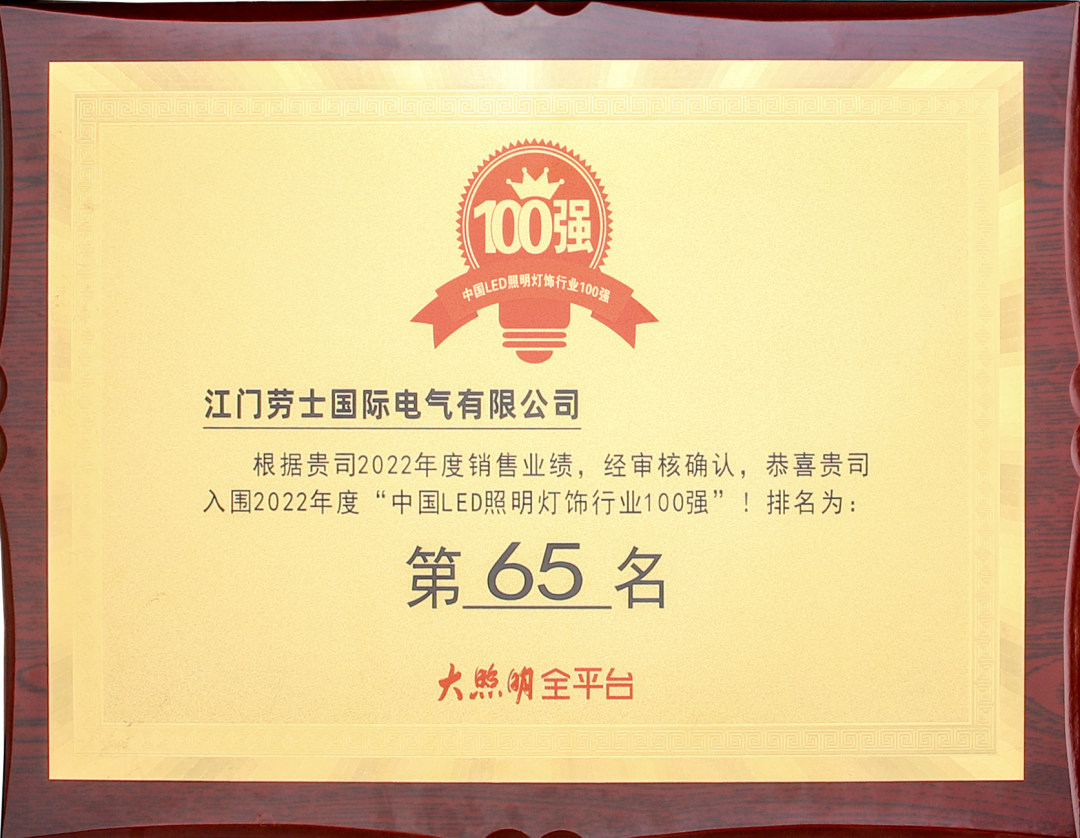 100强
中国LED照明灯饰行业100强
江门劳士国际电气有限公司
根据贵司2022年度销售业绩，经审核确认，恭喜贵司
入围2022年度“中国LED照明灯饰行业100强”！排名为：
第 65 名
大照明全平台